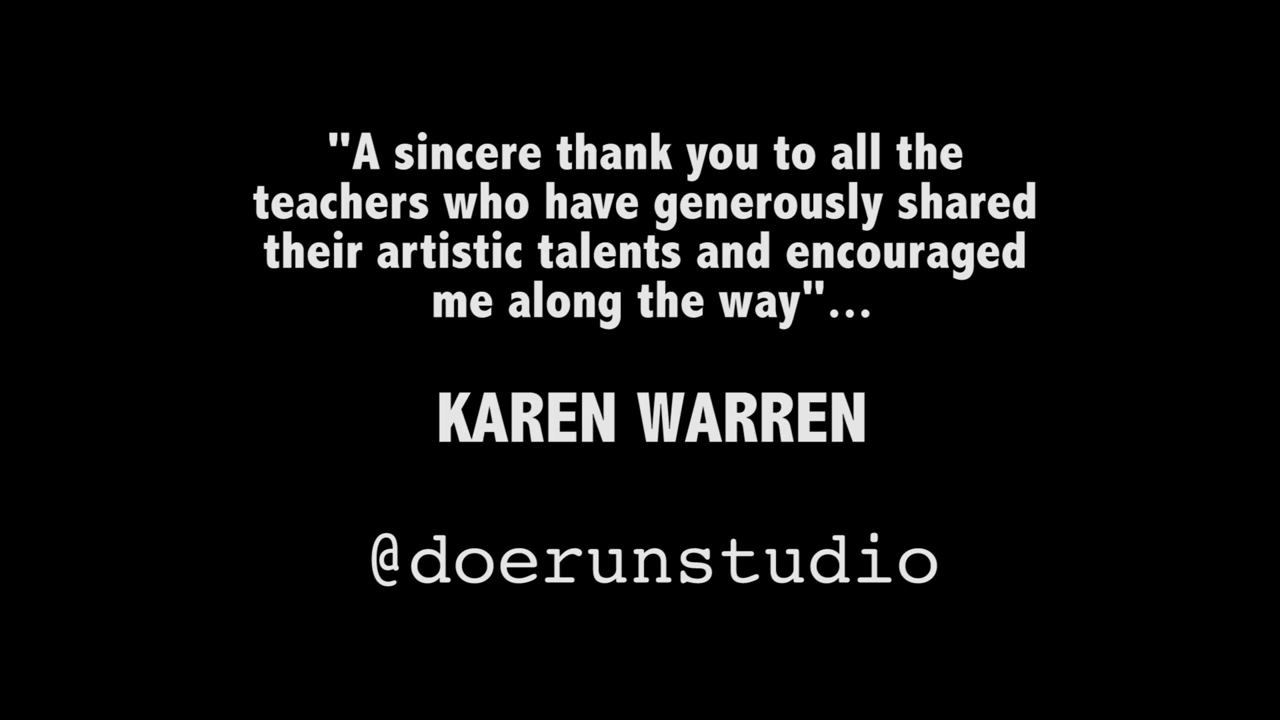 "A sincere thank you to all the
teachers who have generously shared
their artistic talents and encouraged
me along the way"...
KAREN WARREN
@doerunstudio